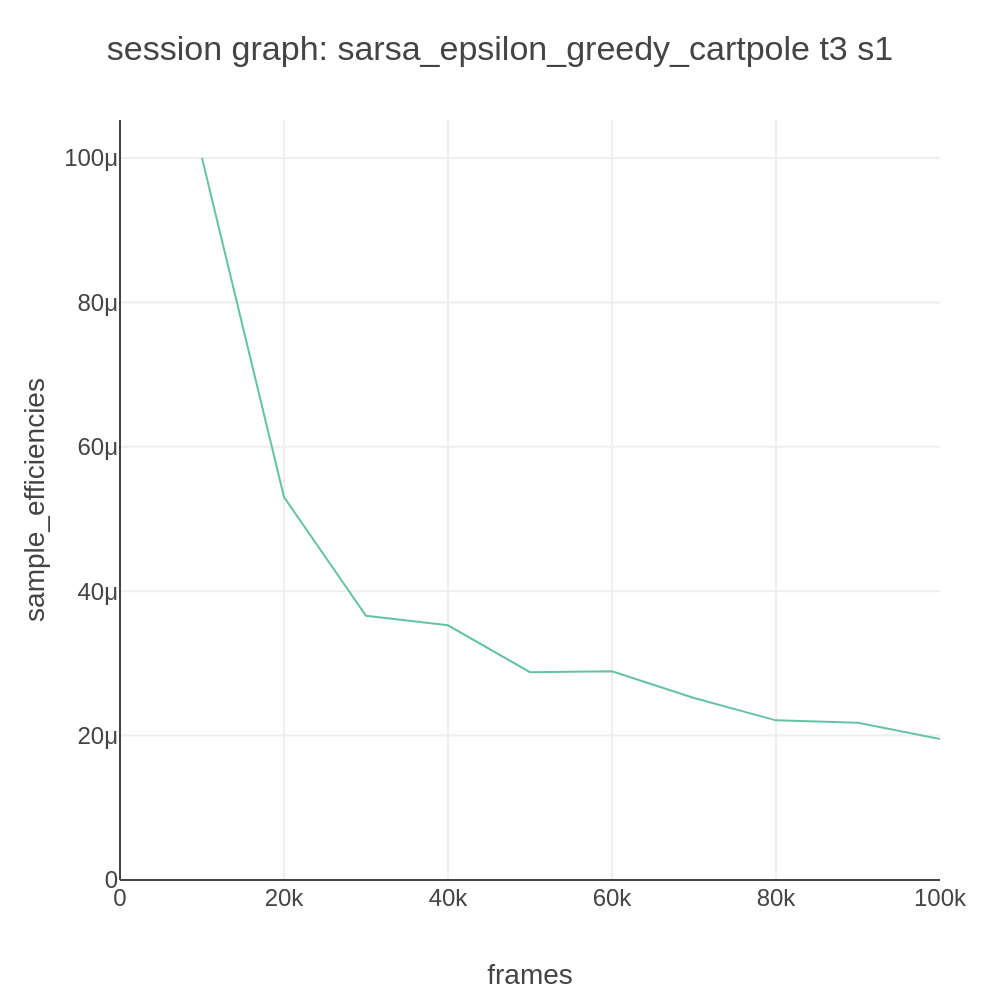 session graph: sarsa_epsilon_greedy_cartpole t3 s1
100μ
80μ
60μ
40μ
20μ
0
sample_efficiencies
0
20k
40k
60k
80k
100k
frames